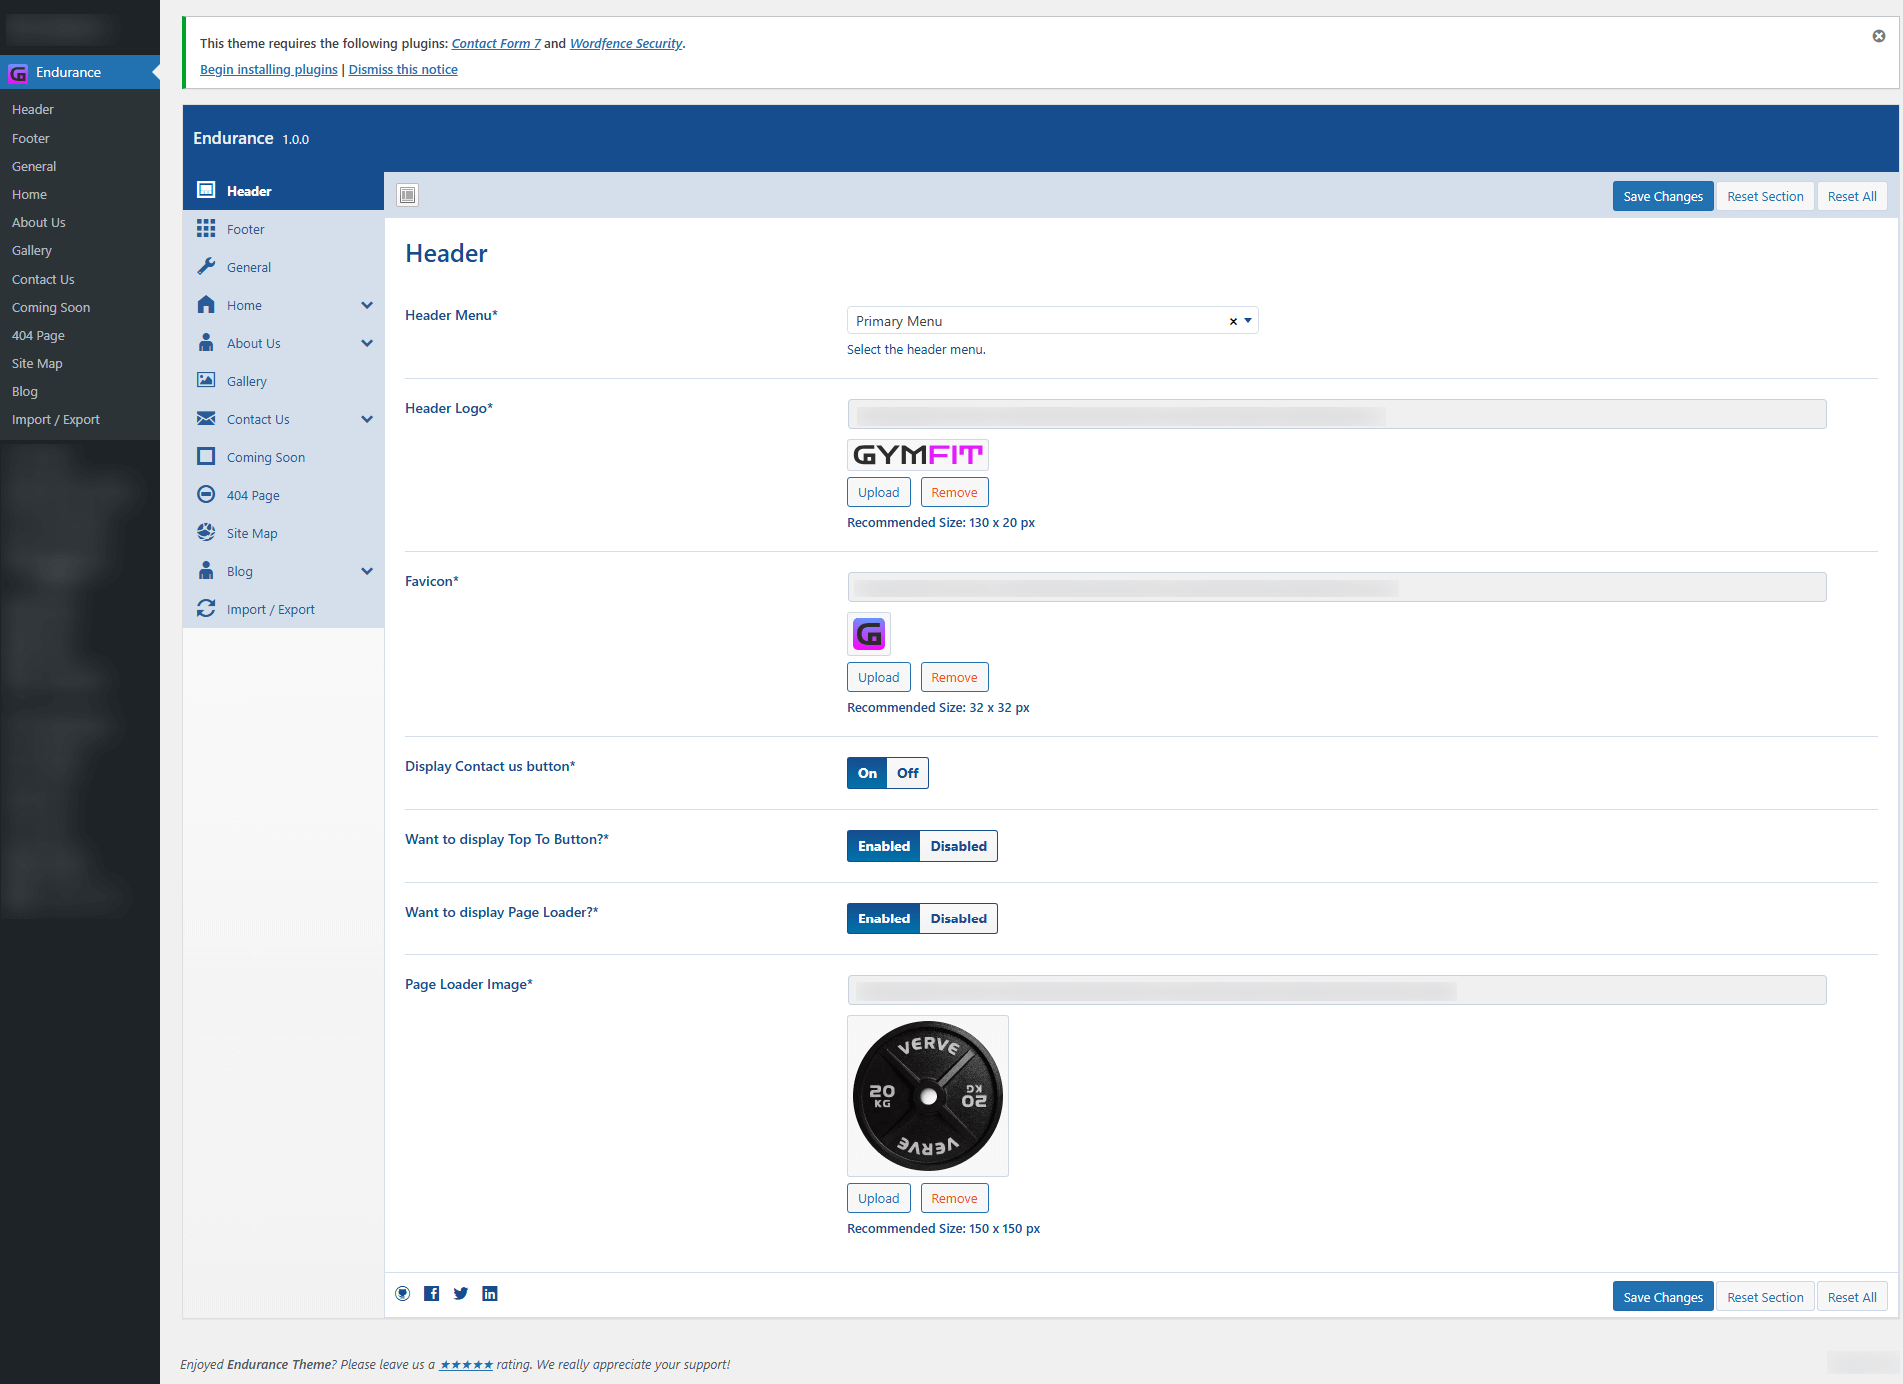 This theme requires the following plugins: Contact Form 7 and Wordfence Security.
Begin installing plugins | Dismiss this notice
Endurance
Header
Footer
General
Home
About Us
Gallery
Contact Us
Coming Soon
404 Page
Site Map
Blog
Import / Export
Endurance 1.0.0
Header
Footer
General
Home
About Us
Gallery
Contact Us
Coming Soon
404 Page
Site Map
Blog
Import / Export
Save Changes Reset Section Reset All
Header
Header Menu*
Primary Menu
Select the header menu.
Header Logo*
GYMFIT
Upload Remove
Recommended Size: 130 x 20 px
Favicon*
G
Upload Remove
Recommended Size: 32 x 32 px
Display Contact us button*
On Off
Want to display Top To Button?*
Enabled Disabled
Want to display Page Loader?*
Enabled Disabled
Page Loader Image*
VERVE
20 KG
20 KG
VERVE
Upload Remove
Recommended Size: 150 x 150 px
Save Changes Reset Section Reset All
Enjoyed Endurance Theme? Please leave us a ★★★★★ rating. We really appreciate your support!